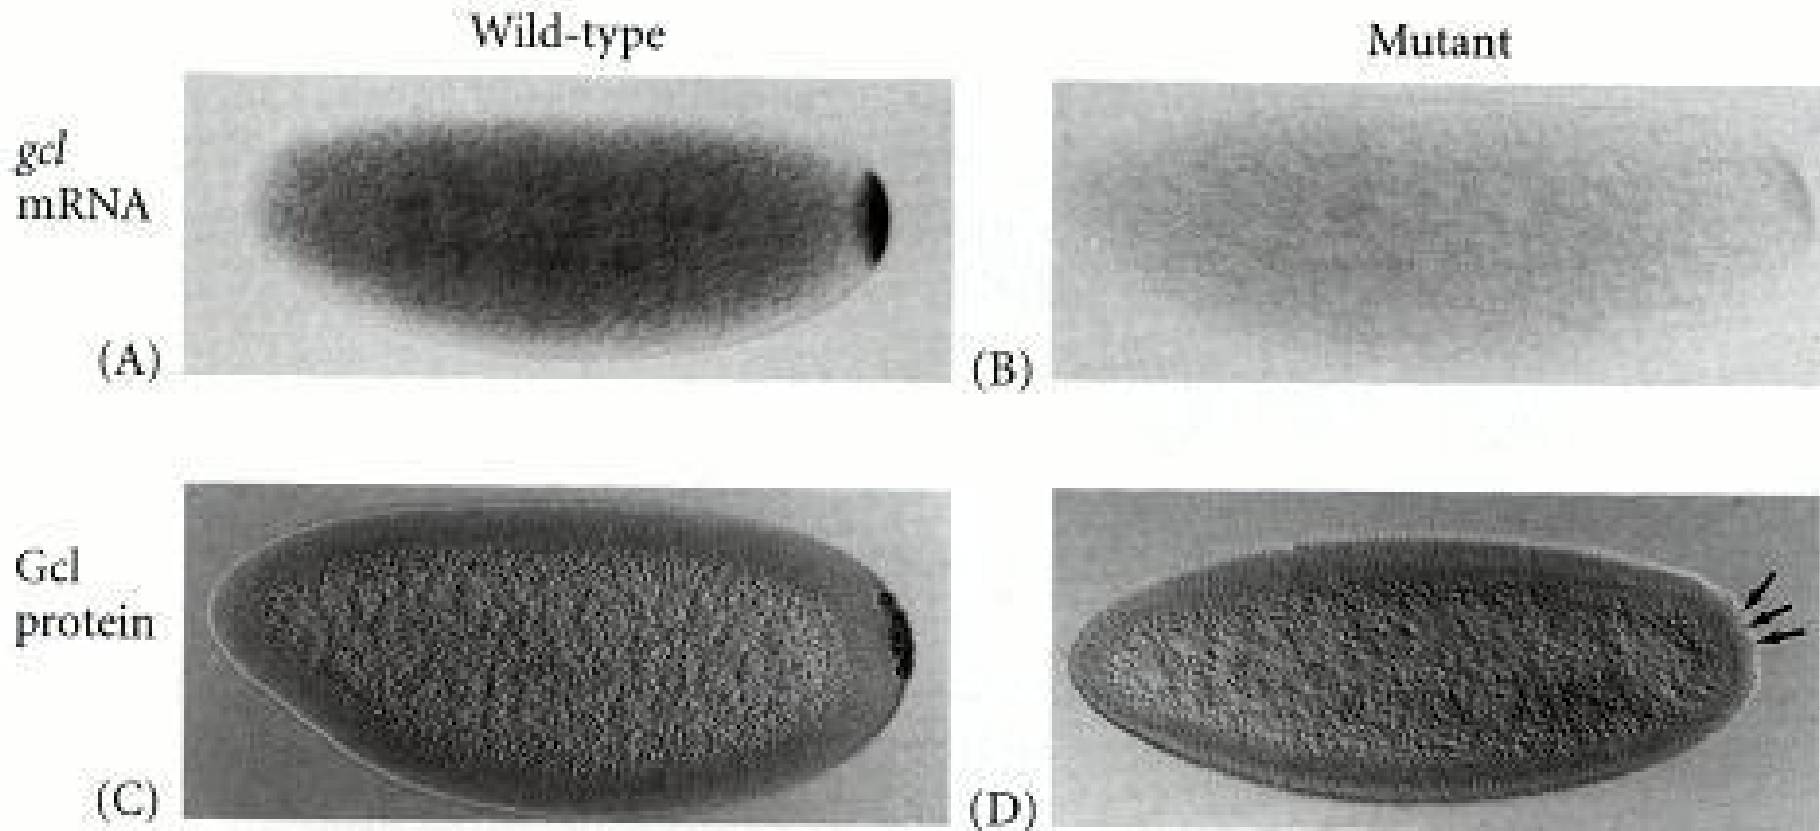 Wild-type
Mutant
gcl
mRNA
(A)
(B)
Gcl
protein
(C)
(D)